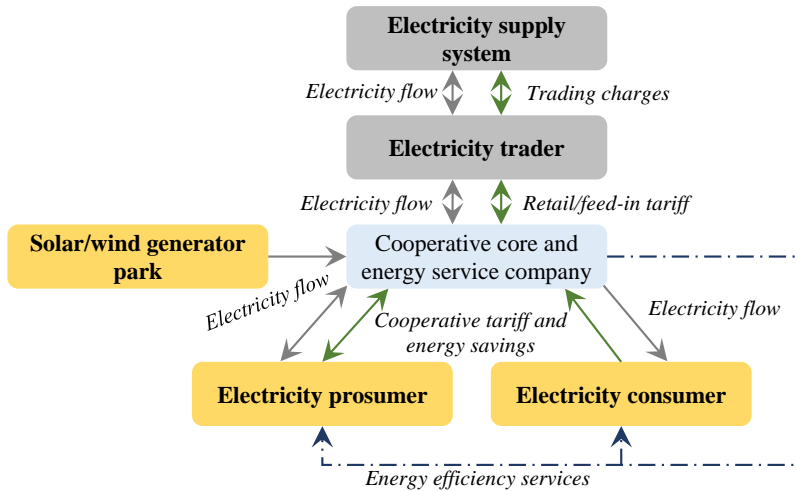 Electricity supply
system
Electricity flow
Trading charges
Electricity trader
Electricity flow
Retail/feed-in tariff
Solar/wind generator
park
Cooperative core and
energy service company
Electricity flow
Cooperative tariff and
energy savings
Electricity flow
Electricity prosumer
Electricity consumer
Energy efficiency services